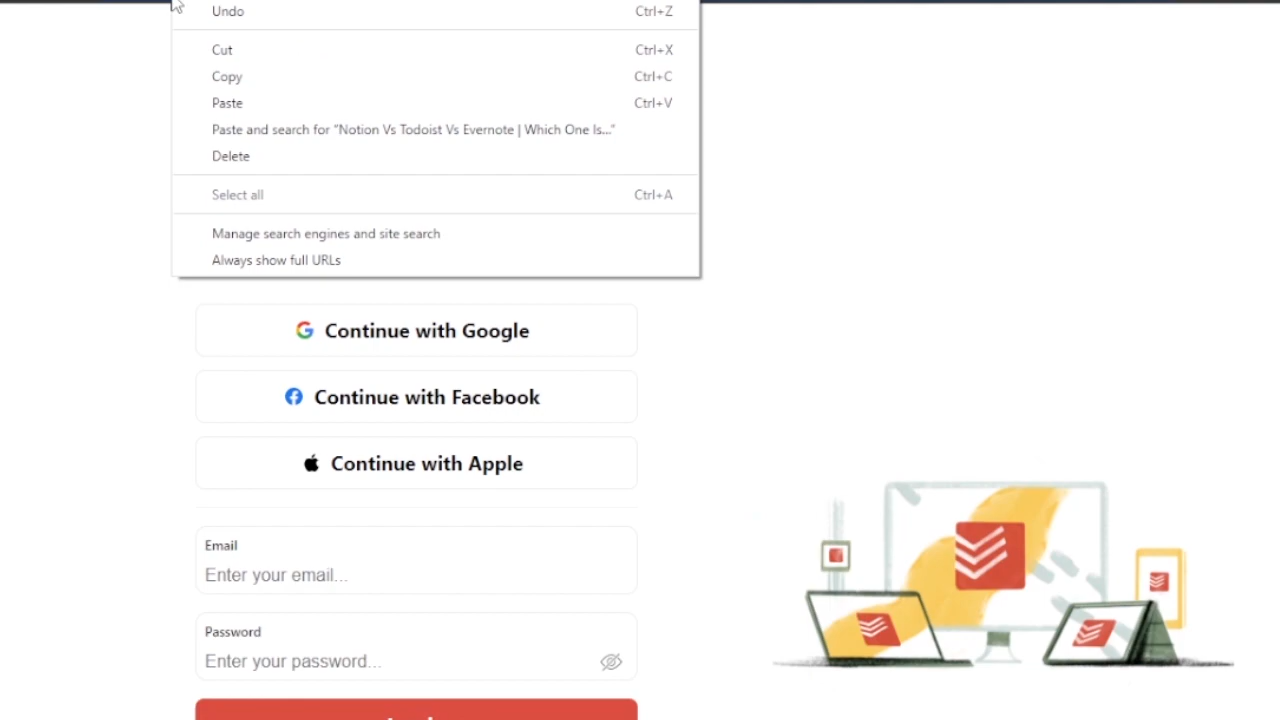 Undo Ctrl+Z
Cut Ctrl+X
Copy Ctrl+C
Paste Ctrl+V
Paste and search for “Notion Vs Todoist Vs Evernote | Which One Is...”
Delete
Select all Ctrl+A
Manage search engines and site search
Always show full URLs
Continue with Google
Continue with Facebook
Continue with Apple
Email
Enter your email...
Password
Enter your password...